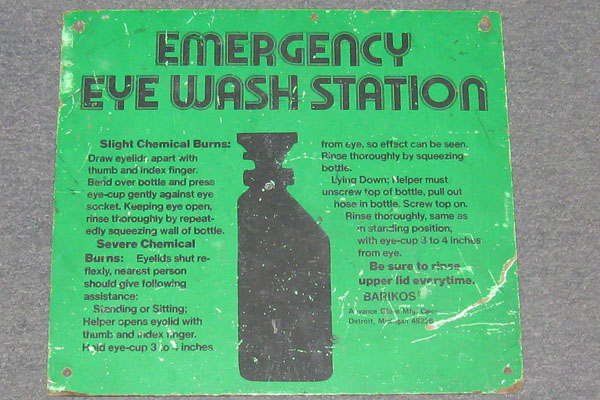 EMERGENCY
EYE WASH STATION
Slight Chemical Burns:
Draw eyelids apart with
thumb and index finger.
Bend over bottle and press
eye-cup gently against eye
socket. Keeping eye open,
rinse thoroughly by repeat-
edly squeezing wall of bottle.
Severe Chemical
Burns: Eyelids shut re-
flexly, nearest person
should give following
assistance:
Standing or Sitting;
Helper opens eyelid with
thumb and index finger.
Hold eye-cup 3 to 4 inches
from eye, so effect can be seen.
Rinse thoroughly by squeezing
bottle.
Lying Down; Helper must
unscrew top of bottle, pull out
hose in bottle. Screw top on.
Rinse thoroughly, same as
in standing position,
with eye-cup 3 to 4 inches
from eye.
Be sure to rinse
upper lid everytime.
BARIKOS
Advance Glove Mfg. Co.
Detroit, Michigan 48226